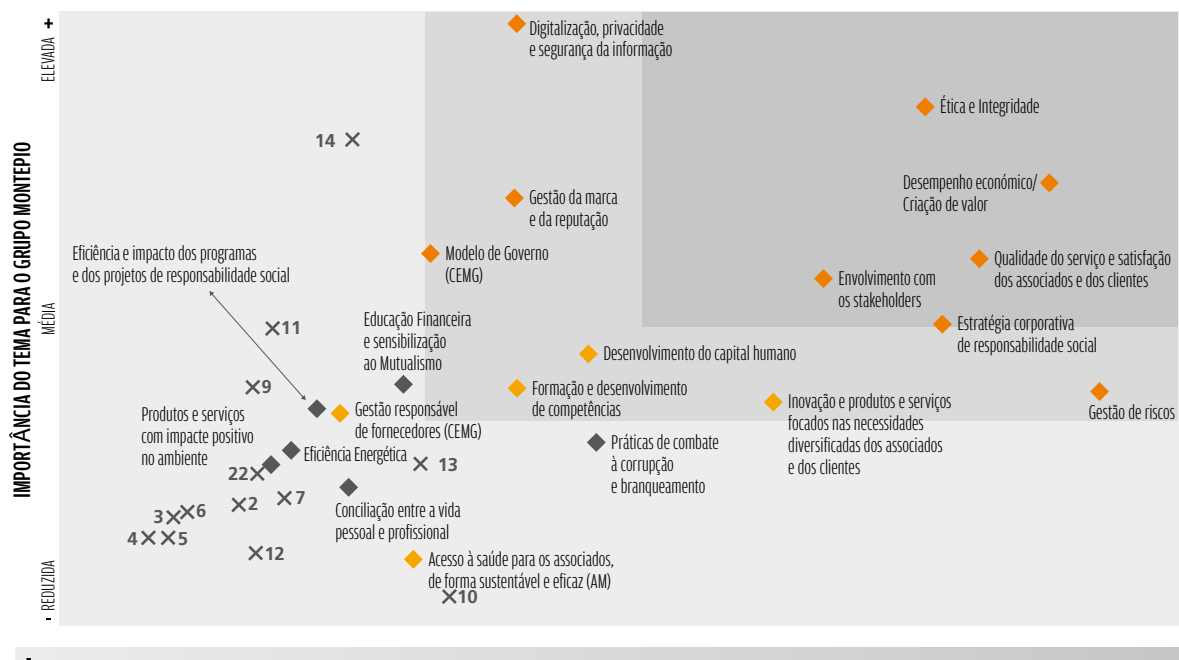 ELEVADA +
Digitalização, privacidade
e segurança da informação
Ética e Integridade
14
Desempenho económico/
Criação de valor
Gestão da marca
e da reputação
IMPORTÂNCIA DO TEMA PARA O GRUPO MONTEPIO
Eficiência e impacto dos programas
e dos projetos de responsabilidade social
Modelo de Governo
(CEMG)
Qualidade do serviço e satisfação
dos associados e dos clientes
Envolvimento com
os stakeholders
MÉDIA
11
Educação Financeira
e sensibilização
ao Mutualismo
Estratégia corporativa
de responsabilidade social
Desenvolvimento do capital humano
9
Formação e desenvolvimento
de competências
Inovação e produtos e serviços
focados nas necessidades
diversificadas dos associados
e dos clientes
Gestão de riscos
Gestão responsável
de fornecedores (CEMG)
Produtos e serviços
com impacte positivo
no ambiente
Eficiência Energética
Práticas de combate
à corrupção
e branqueamento
13
22
7
2
6
3
Conciliação entre a vida
pessoal e profissional
4
5
12
Acesso à saúde para os associados,
de forma sustentável e eficaz (AM)
10
- REDUZIDA